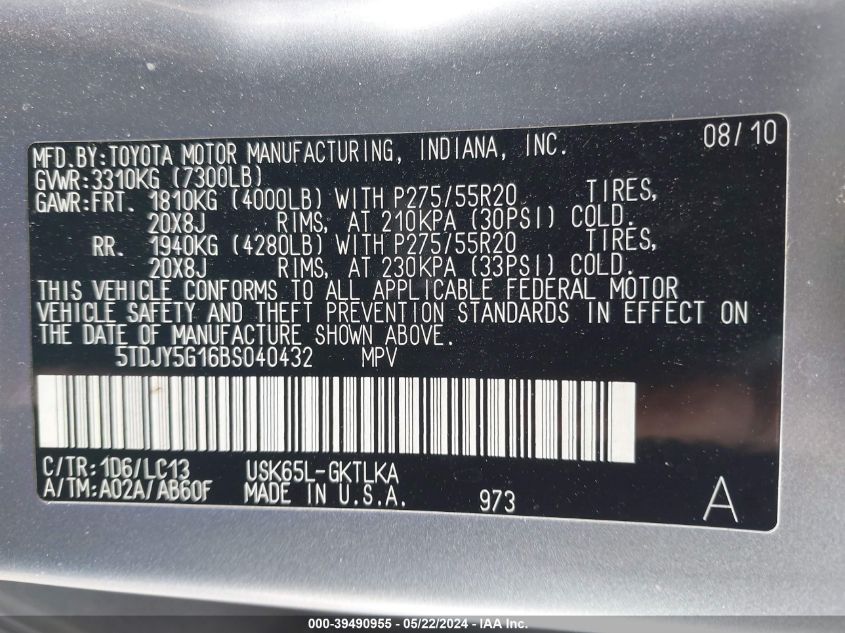 08/10
MFD.BY:TOYOTA MOTOR MANUFACTURING, INDIANA, INC.
GVWR:3310KG (7300LB)
GAWR:FRT. 1810KG (4000LB) WITH P275/55R20 TIRES,
20X8J RIMS, AT 210KPA (30PSI) COLD.
RR. 1940KG (4280LB) WITH P275/55R20 TIRES,
20X8J RIMS, AT 230KPA (33PSI) COLD.
THIS VEHICLE CONFORMS TO ALL APPLICABLE FEDERAL MOTOR
VEHICLE SAFETY AND THEFT PREVENTION STANDARDS IN EFFECT ON
THE DATE OF MANUFACTURE SHOWN ABOVE.
5TDJY5G16BS040432 MPV
C/TR:1D6/LC13 USK65L-GKTLKA
A/TM:A02A/AB60F MADE IN U.S.A. 973 A
000-39490955 - 05/22/2024 - IAA Inc.